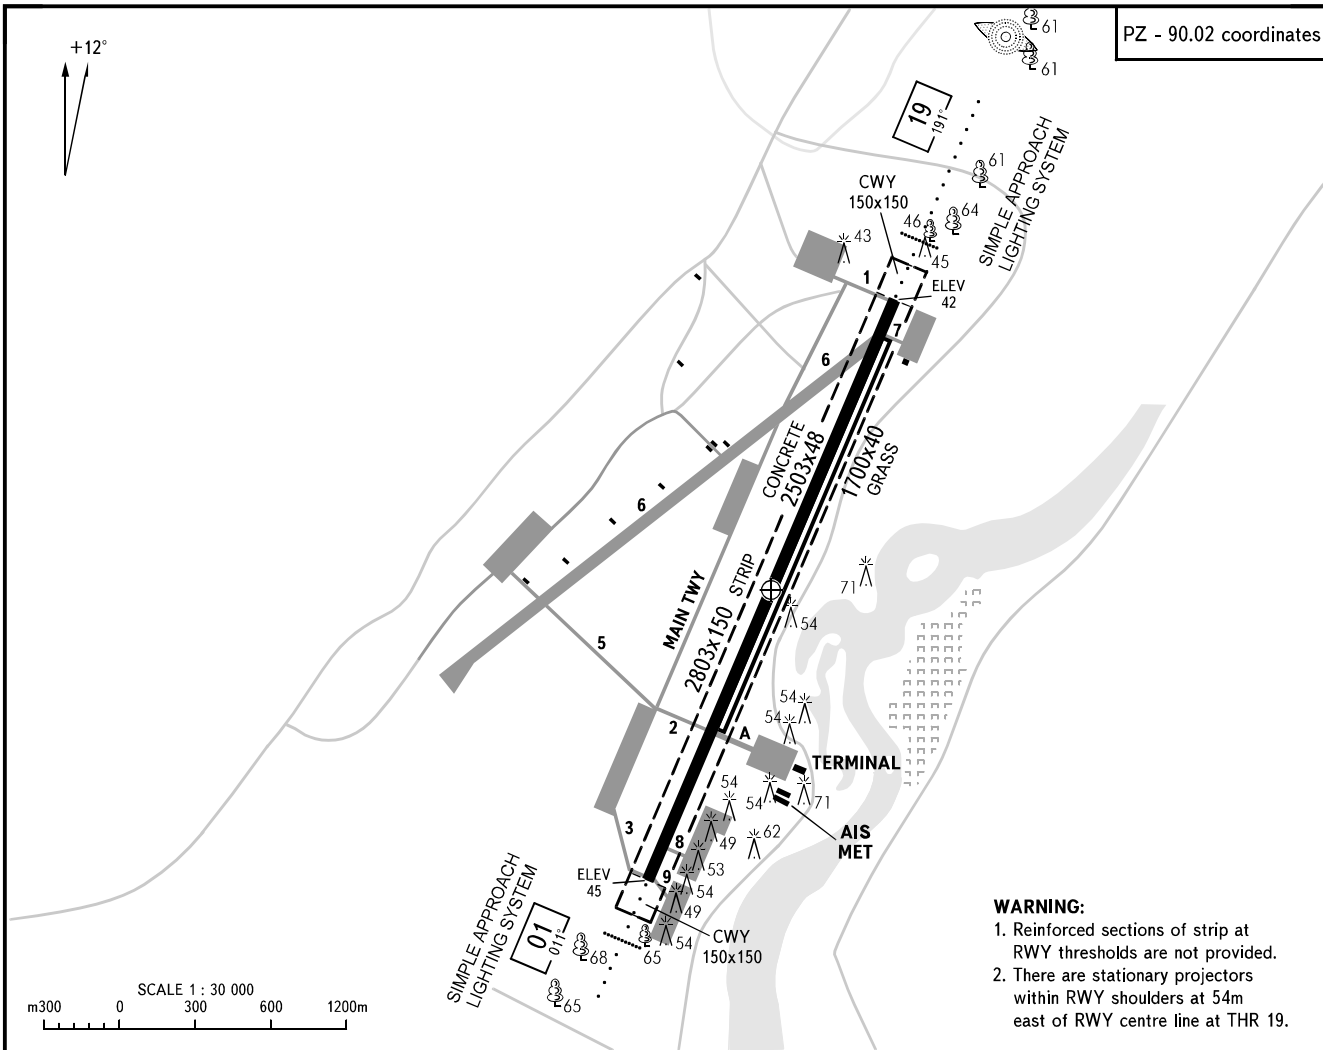 PZ - 90.02 coordinates
+12°
61
61
19
191°
SIMPLE APPROACH
LIGHTING SYSTEM
61
CWY
150x150
64
46
43
45
1
ELEV
42
7
6
CONCRETE
2503x48
1700x40
GRASS
6
STRIP
2803x150
MAIN TWY
71
54
5
54
54
2
A
TERMINAL
54
54
71
AIS
MET
3
8
49
62
53
ELEV
45
9
54
49
54
SIMPLE APPROACH
LIGHTING SYSTEM
01
011°
68
65
65
CWY
150x150
WARNING:
1. Reinforced sections of strip at
RWY thresholds are not provided.
2. There are stationary projectors
within RWY shoulders at 54m
east of RWY centre line at THR 19.
SCALE 1 : 30 000
m300 0 300 600 1200m